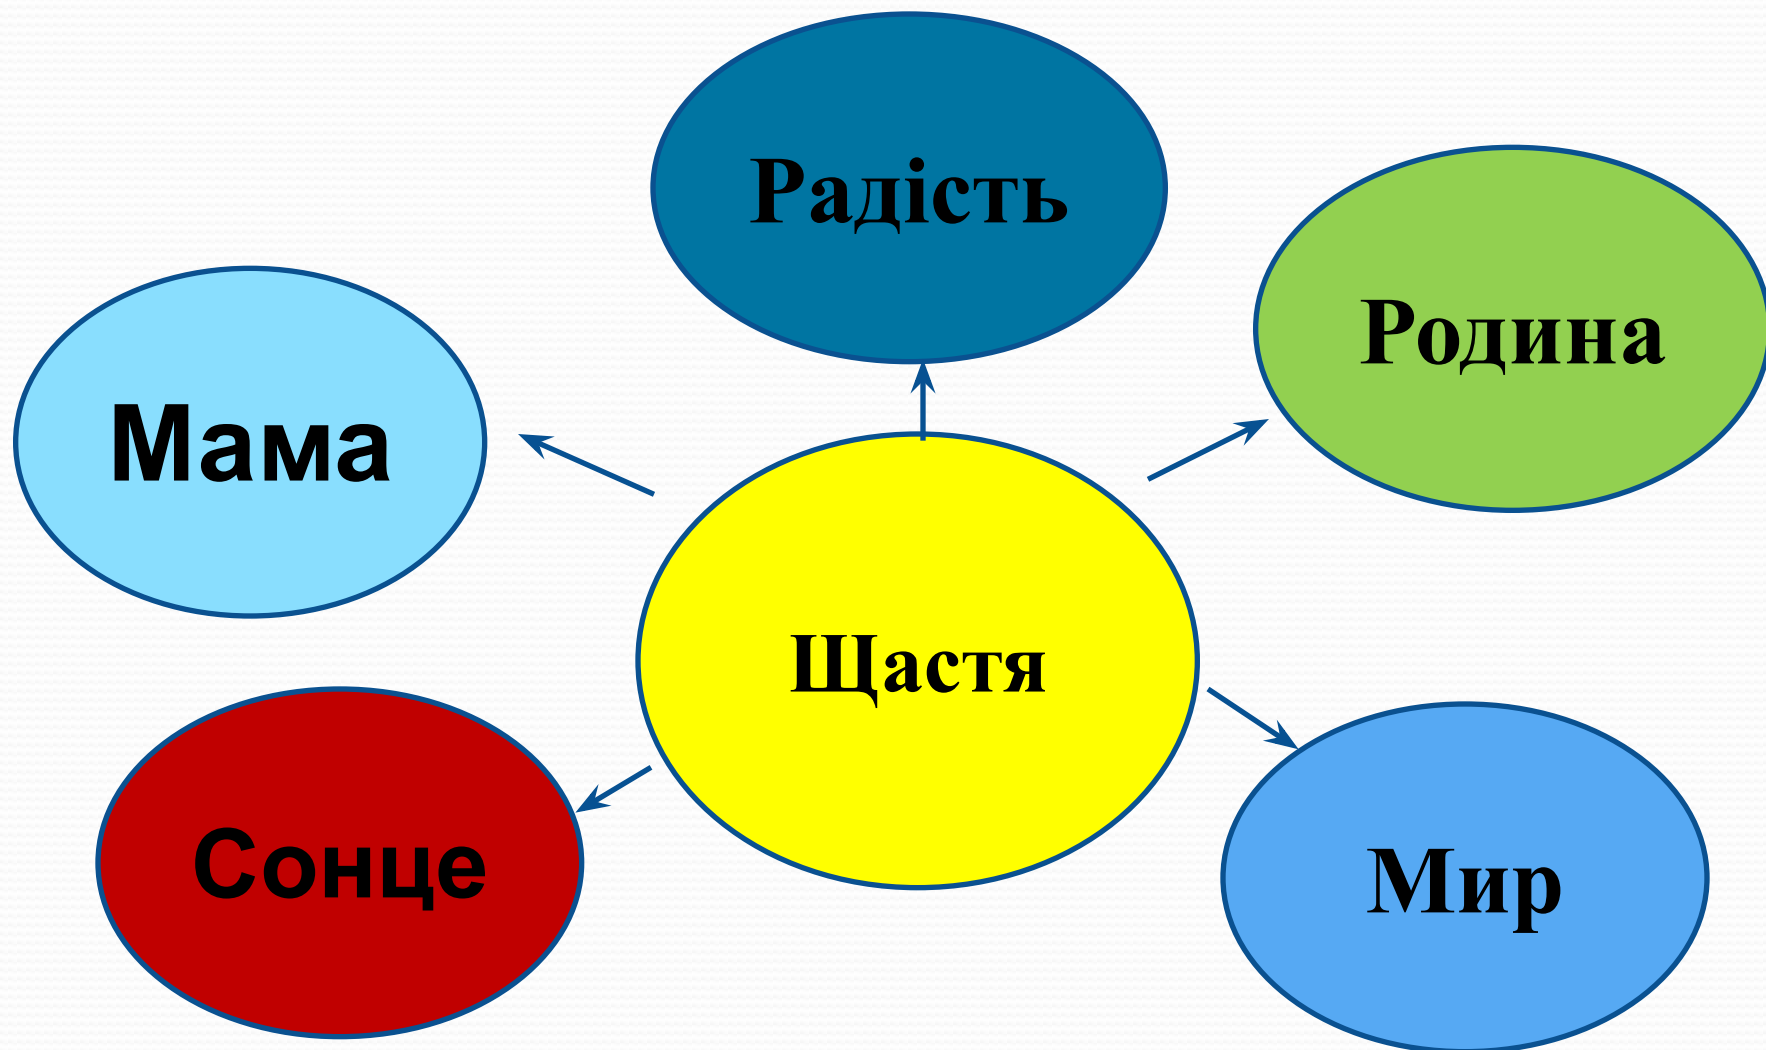 Радість
Родина
Мама
Щастя
Сонце
Мир